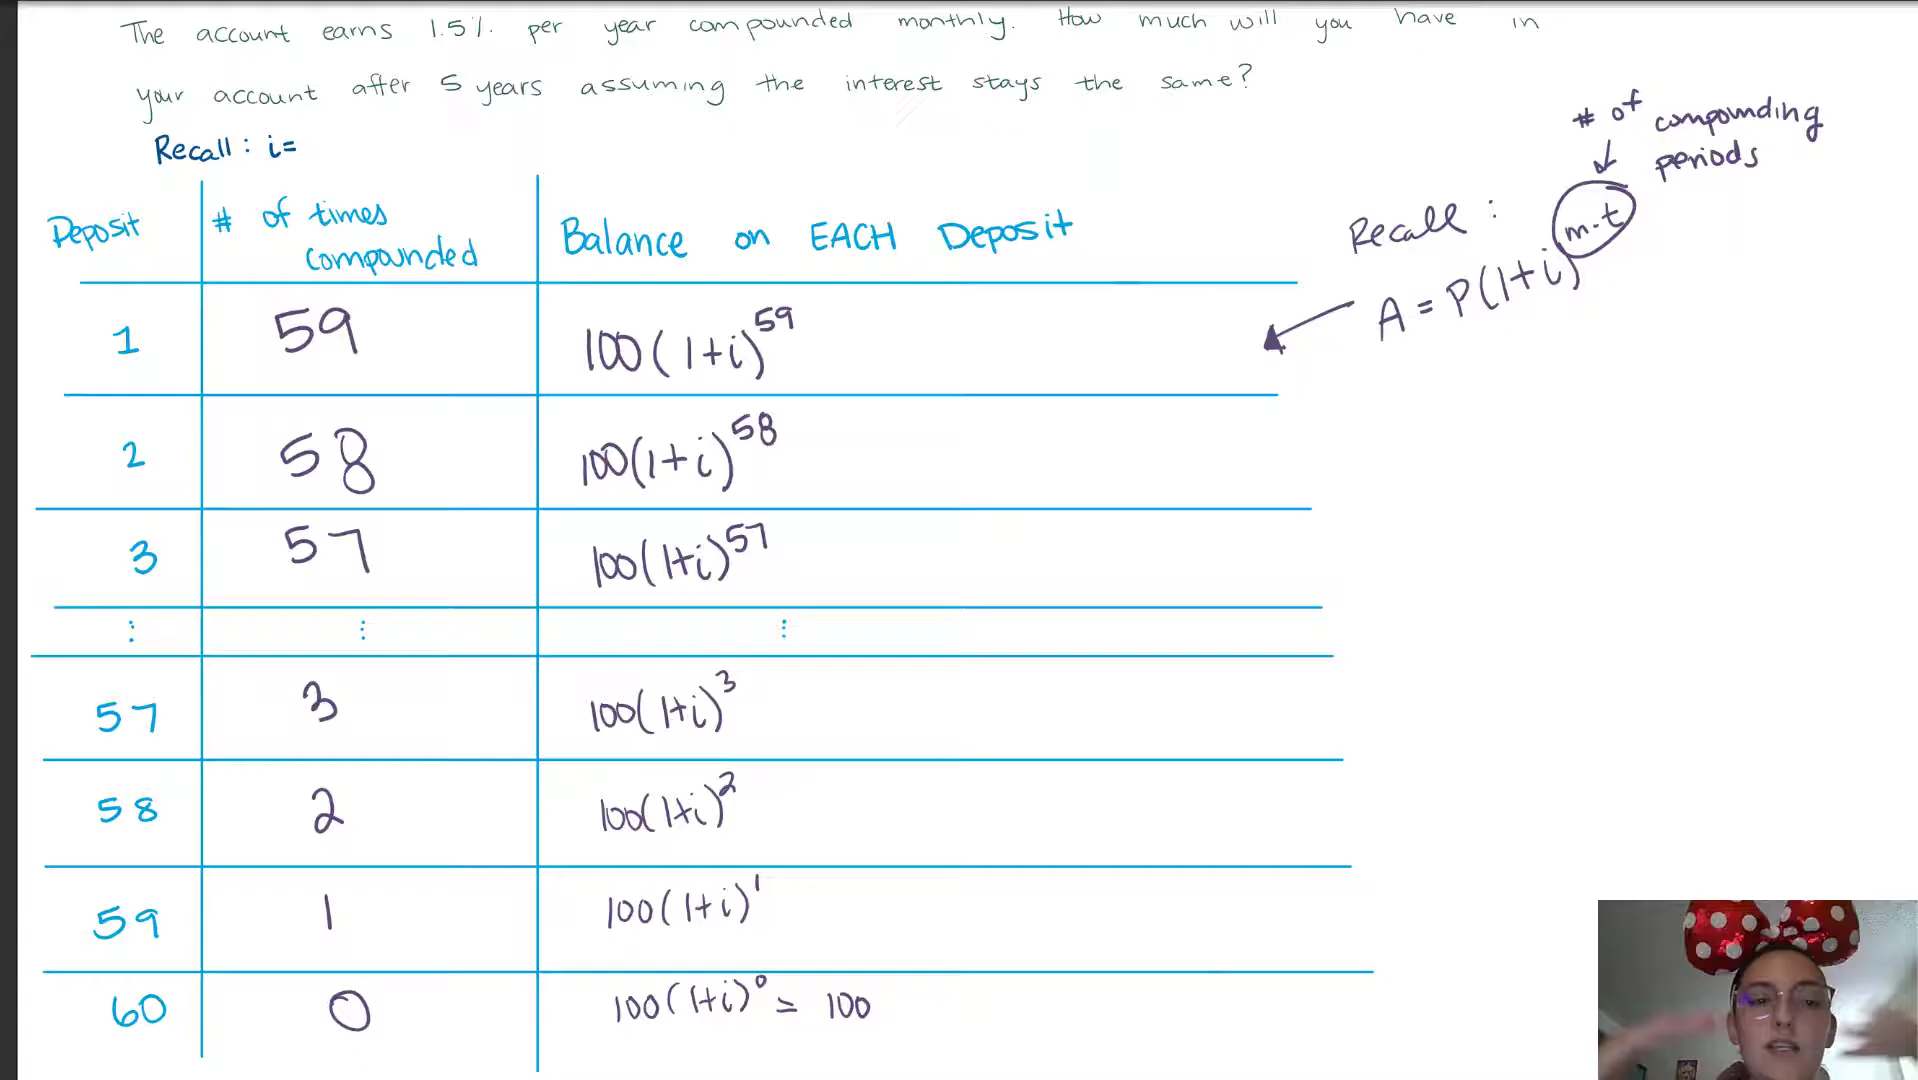 The account earns 1.5% per year compounded monthly. How much will you have in
your account after 5 years assuming the interest stays the same?
Recall: i=
# of compounding
periods
Recall:
A = P(1+i)^m·t
Deposit # of times compounded Balance on EACH Deposit
1 59 100(1+i)^59
2 58 100(1+i)^58
3 57 100(1+i)^57
⋮ ⋮ ⋮
57 3 100(1+i)^3
58 2 100(1+i)^2
59 1 100(1+i)^1
60 0 100(1+i)^0 = 100